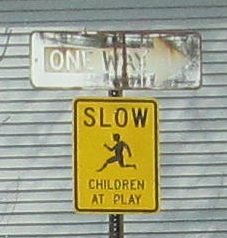 ONE WAY
SLOW
CHILDREN
AT PLAY